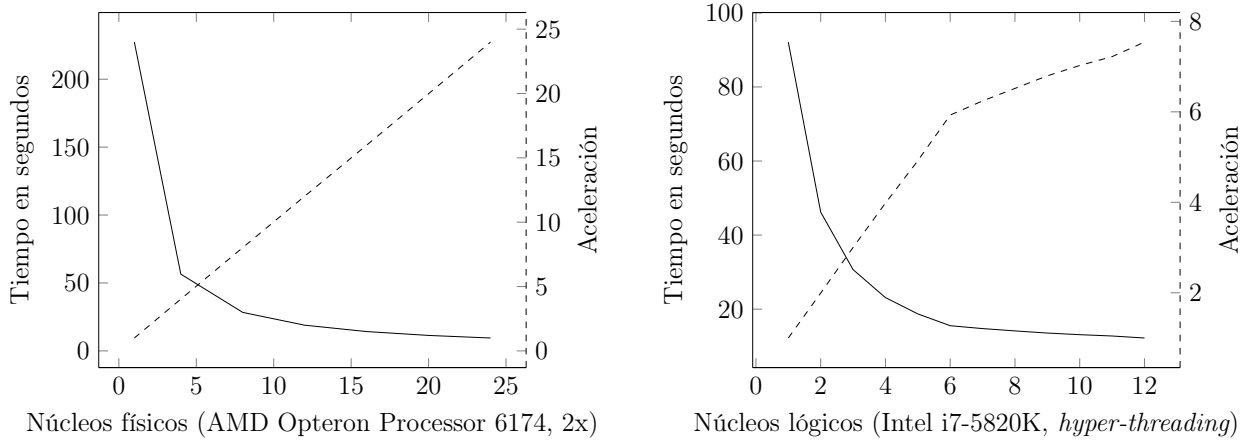 200
150
100
50
0
Tiempo en segundos
25
20
15
10
5
0
Aceleración
0 5 10 15 20 25
Núcleos físicos (AMD Opteron Processor 6174, 2x)
100
80
60
40
20
Tiempo en segundos
8
6
4
2
Aceleración
0 2 4 6 8 10 12
Núcleos lógicos (Intel i7-5820K, hyper-threading)